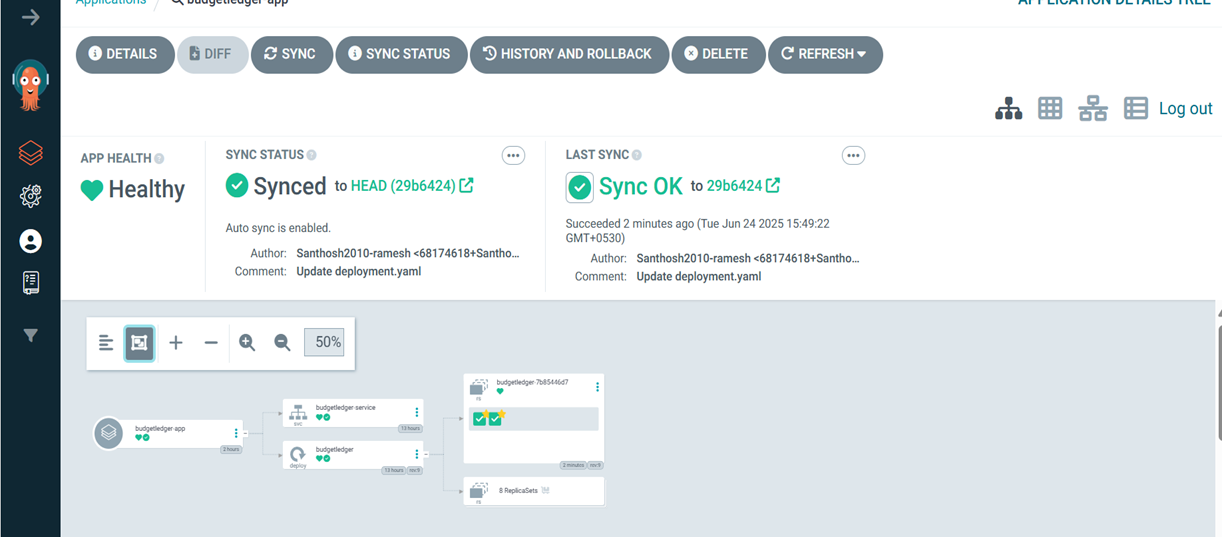 Applications
budgetledger-app
APPLICATION DETAILS TREE
DETAILS
DIFF
SYNC
SYNC STATUS
HISTORY AND ROLLBACK
DELETE
REFRESH
Log out
APP HEALTH
Healthy
SYNC STATUS
Synced to HEAD (29b6424)
Auto sync is enabled.
Author: Santhosh2010-ramesh <68174618+Santho...
Comment: Update deployment.yaml
LAST SYNC
Sync OK to 29b6424
Succeeded 2 minutes ago (Tue Jun 24 2025 15:49:22
GMT+0530)
Author: Santhosh2010-ramesh <68174618+Santho...
Comment: Update deployment.yaml
50%
budgetledger-app
2 hours
svc
budgetledger-service
13 hours
deploy
budgetledger
13 hours
rev:9
rs
budgetledger-7b85446d7
2 minutes
rev:9
rs
8 ReplicaSets